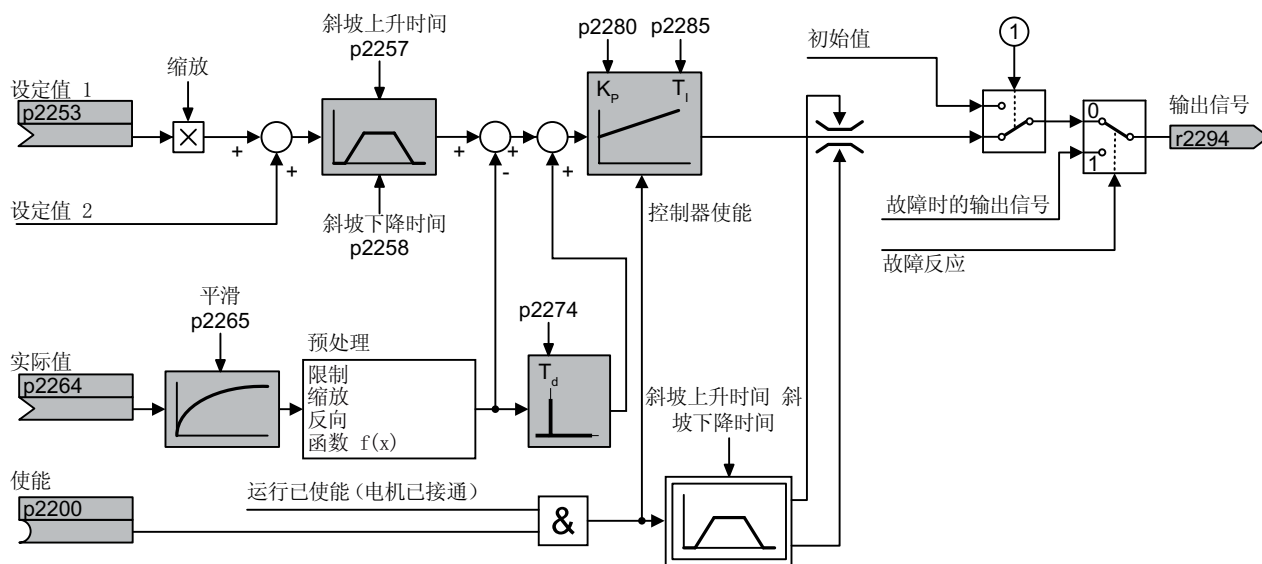 斜坡上升时间
p2257
p2280
p2285
初始值
1
设定值 1
p2253
缩放
×
+
+
+
-
+
+
K_P
T_I
0
1
输出信号
r2294
设定值 2
斜坡下降时间
p2258
控制器使能
故障时的输出信号
故障反应
平滑
p2265
p2274
实际值
p2264
预处理
限制
缩放
反向
函数 f(x)
T_d
斜坡上升时间 斜
坡下降时间
使能
p2200
运行已使能(电机已接通)
&